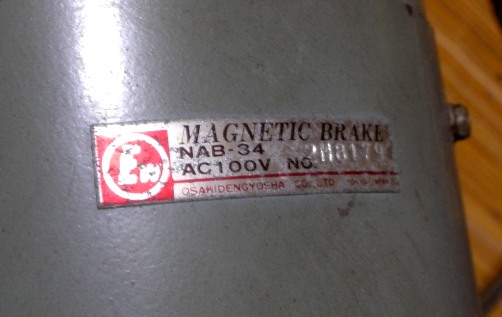 MAGNETIC BRAKE
NAB-34
AC100V NO.
OSAKIDENGYOSHA CO., LTD